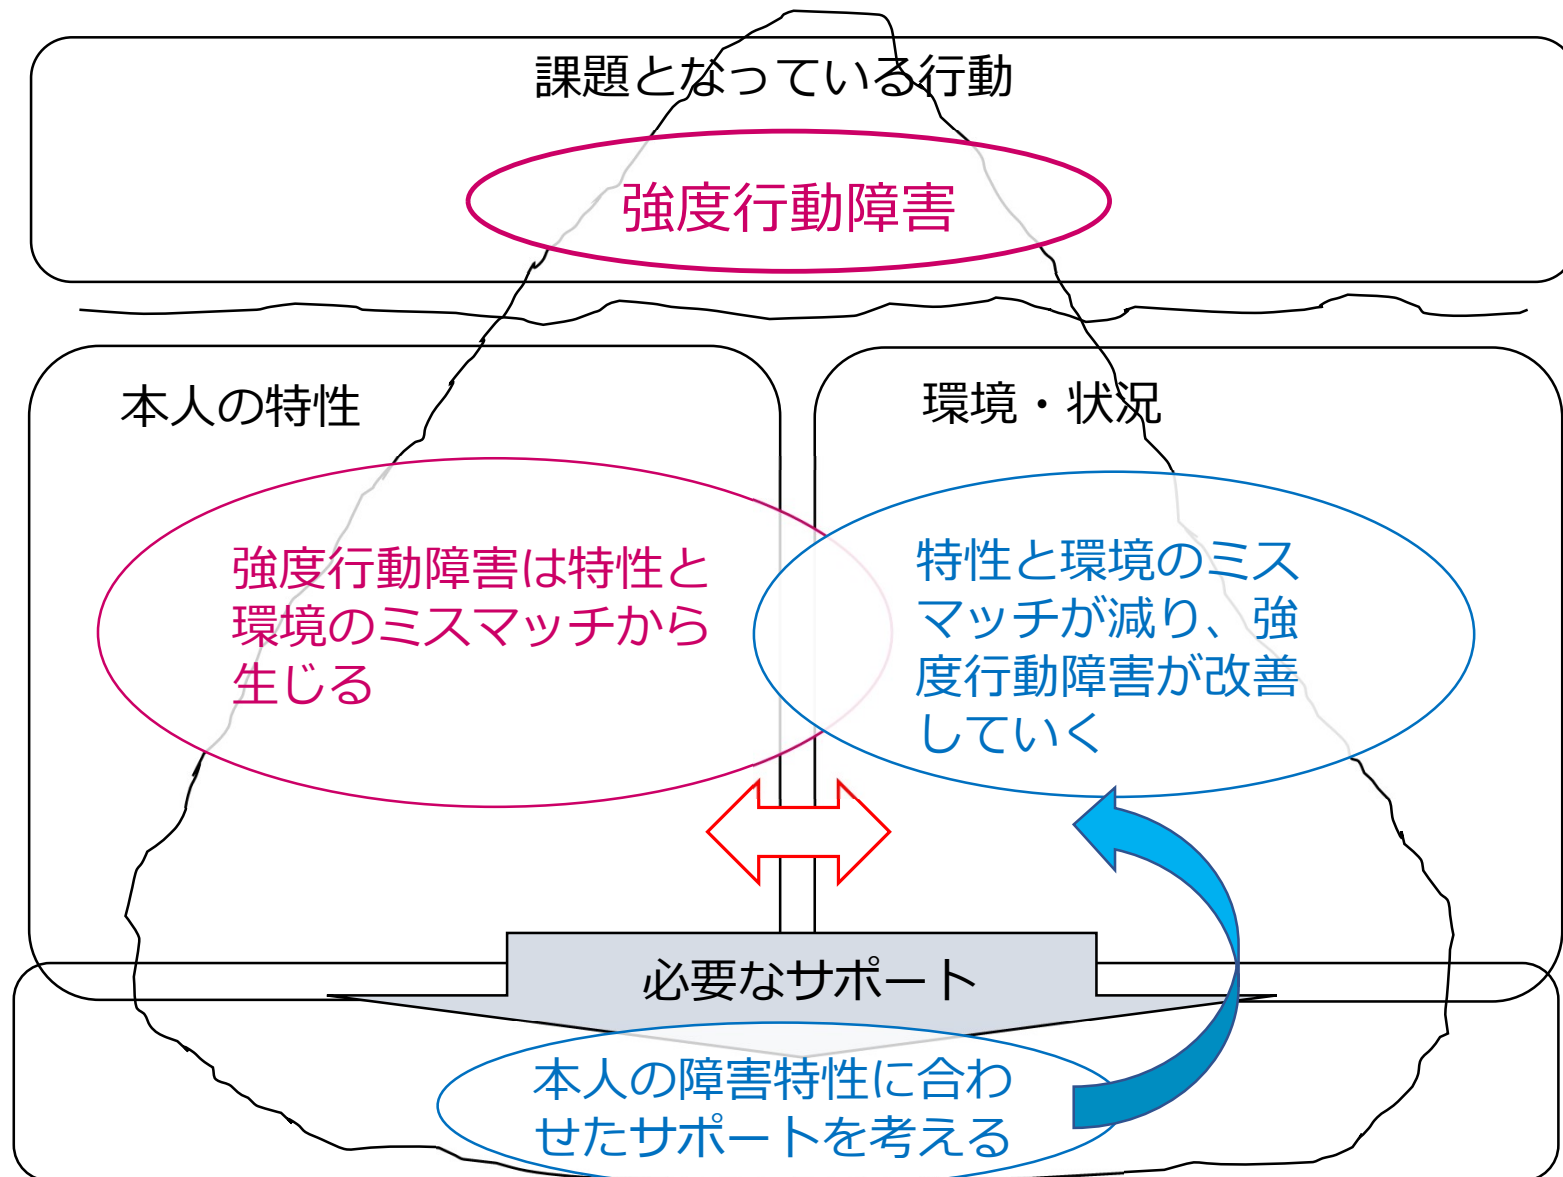 課題となっている行動
強度行動障害
本人の特性
環境・状況
強度行動障害は特性と
環境のミスマッチから
生じる
特性と環境のミス
マッチが減り、強
度行動障害が改善
していく
必要なサポート
本人の障害特性に合わ
せたサポートを考える